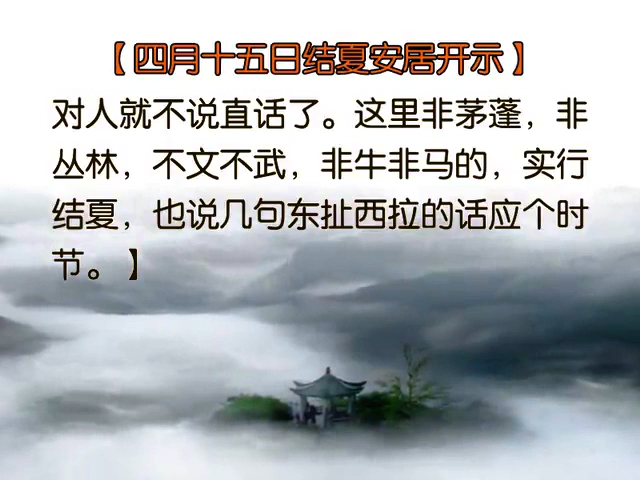 【四月十五日结夏安居开示】
对人就不说直话了。这里非茅蓬，非
丛林，不文不武，非牛非马的，实行
结夏，也说几句东扯西拉的话应个时
节。】